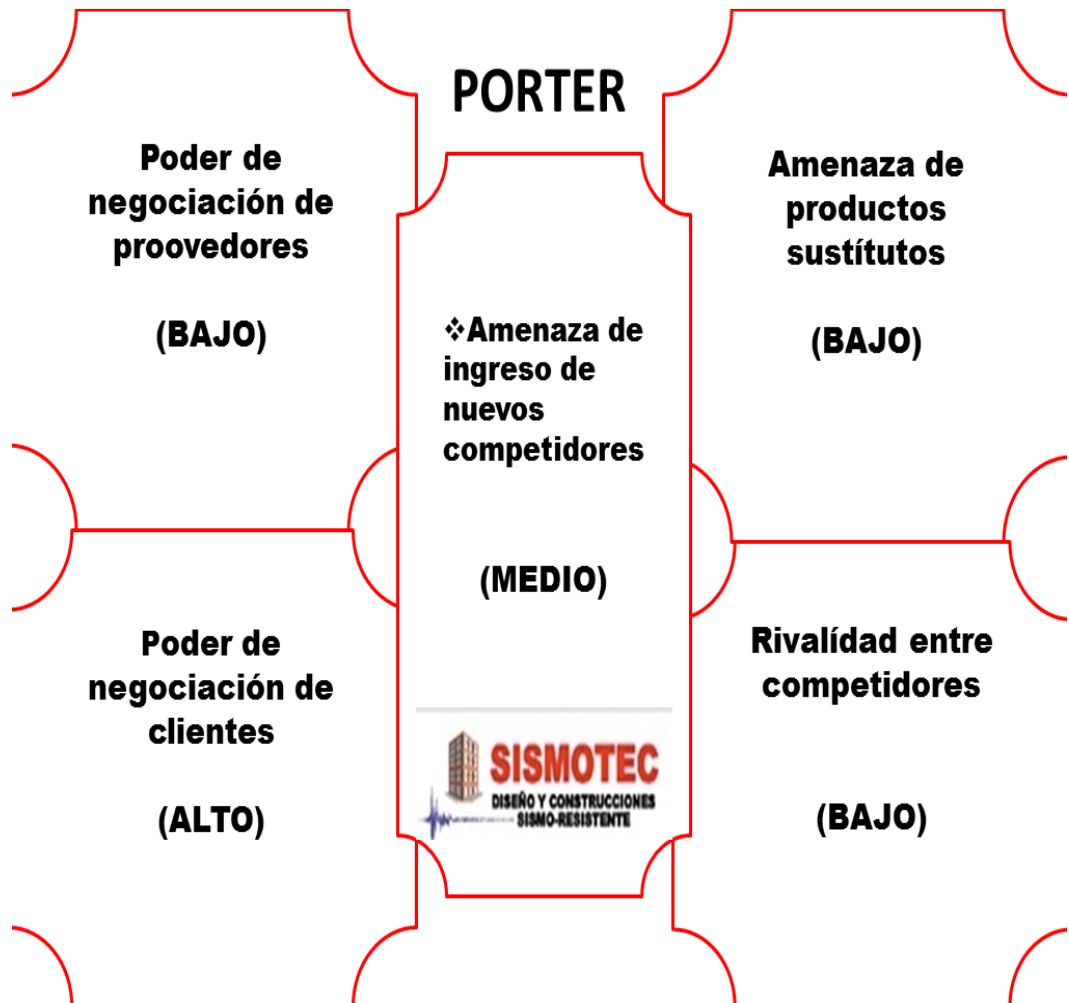 PORTER
Poder de
negociación de
proovedores
(BAJO)
Amenaza de
productos
sustítutos
(BAJO)
❖Amenaza de
ingreso de
nuevos
competidores
(MEDIO)
Poder de
negociación de
clientes
(ALTO)
Rivalídad entre
competidores
(BAJO)
SISMOTEC
DISEÑO Y CONSTRUCCIONES
SISMO-RESISTENTE